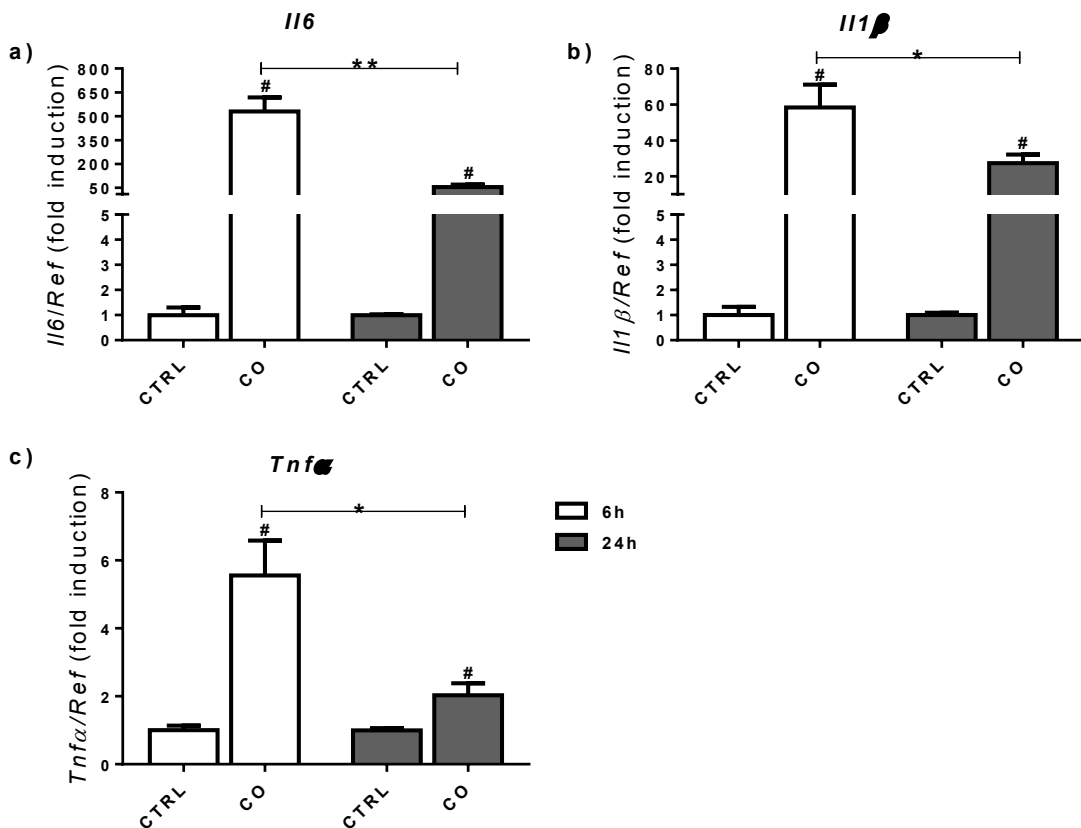 Il6
a)
Il6/Ref (fold induction)
800
650
500
350
200
50
5
4
3
2
1
0
#
**
#
CTRL
CO
CTRL
CO
Il1β
b)
Il1β/Ref (fold induction)
80
60
40
20
5
4
3
2
1
0
#
*
#
CTRL
CO
CTRL
CO
c)
Tnfα
Tnfα/Ref (fold induction)
8
6
4
2
0
#
*
#
CTRL
CO
CTRL
CO
6h
24h